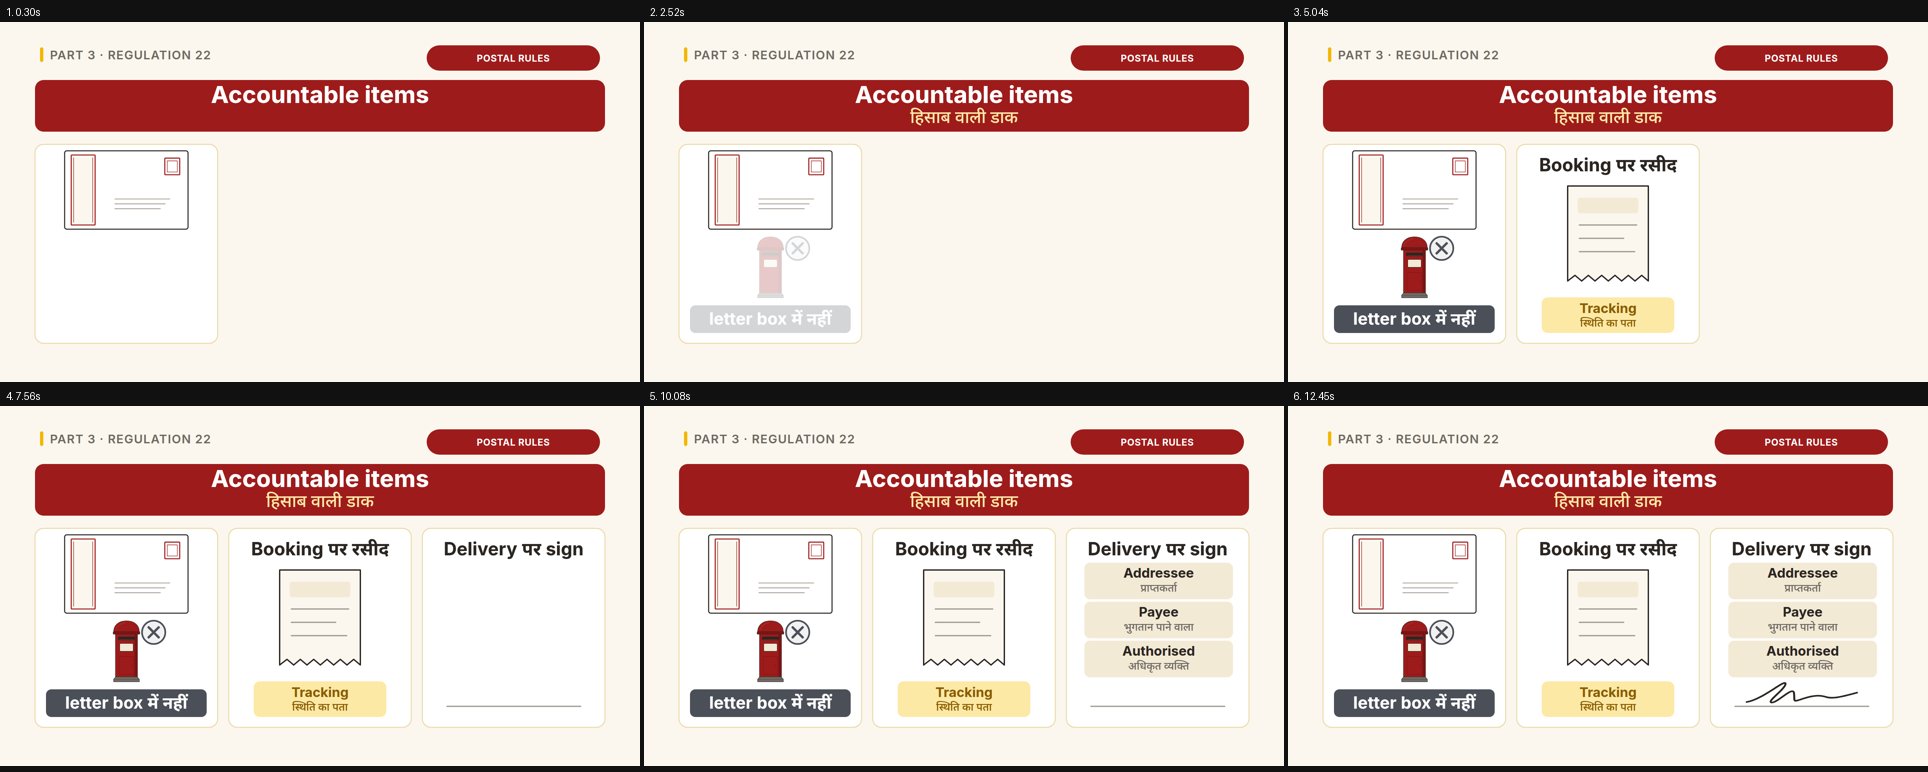 1. 0.30s
PART 3 · REGULATION 22
POSTAL RULES
Accountable items
2. 2.52s
PART 3 · REGULATION 22
POSTAL RULES
Accountable items
हिसाब वाली डाक
letter box में नहीं
3. 5.04s
PART 3 · REGULATION 22
POSTAL RULES
Accountable items
हिसाब वाली डाक
letter box में नहीं
Booking पर रसीद
Tracking
स्थिति का पता
4. 7.56s
PART 3 · REGULATION 22
POSTAL RULES
Accountable items
हिसाब वाली डाक
letter box में नहीं
Booking पर रसीद
Tracking
स्थिति का पता
Delivery पर sign
5. 10.08s
PART 3 · REGULATION 22
POSTAL RULES
Accountable items
हिसाब वाली डाक
letter box में नहीं
Booking पर रसीद
Tracking
स्थिति का पता
Delivery पर sign
Addressee
प्राप्तकर्ता
Payee
भुगतान पाने वाला
Authorised
अधिकृत व्यक्ति
6. 12.45s
PART 3 · REGULATION 22
POSTAL RULES
Accountable items
हिसाब वाली डाक
letter box में नहीं
Booking पर रसीद
Tracking
स्थिति का पता
Delivery पर sign
Addressee
प्राप्तकर्ता
Payee
भुगतान पाने वाला
Authorised
अधिकृत व्यक्ति